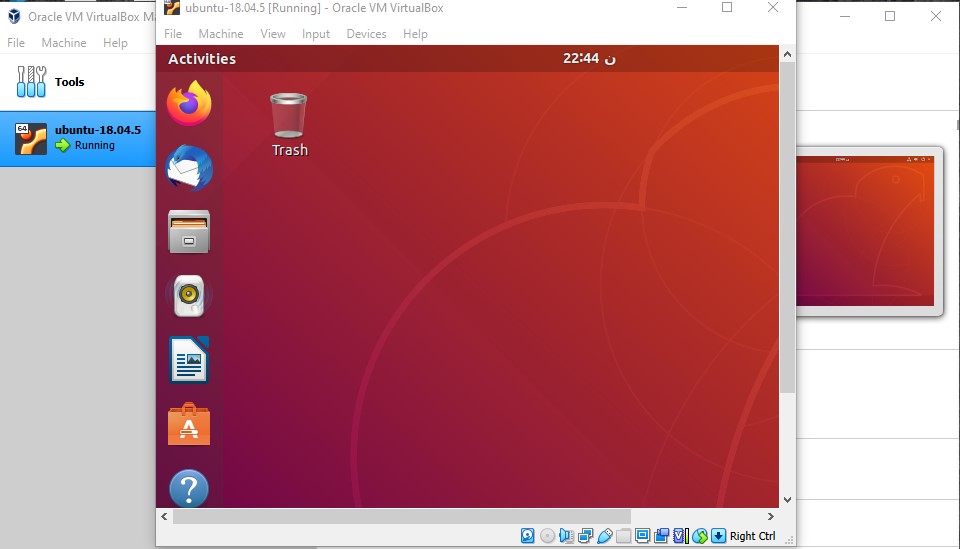 Oracle VM VirtualBox Ma
File Machine Help
Tools
64
ubuntu-18.04.5
Running
ubuntu-18.04.5 [Running] - Oracle VM VirtualBox
File Machine View Input Devices Help
Activities
22:44 ن
Trash
Right Ctrl